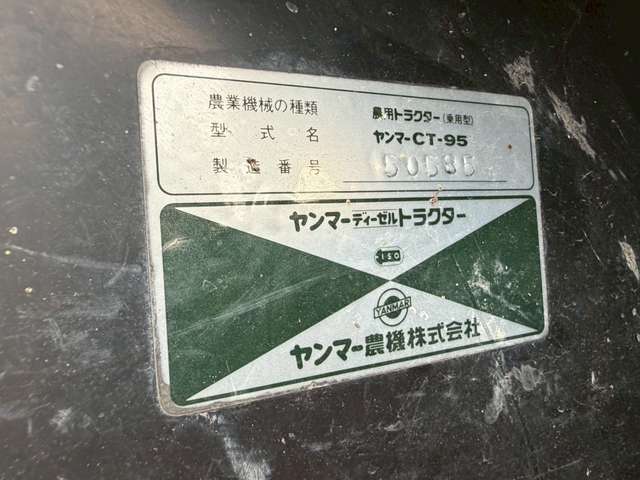 農業機械の種類 農用トラクター(乗用型)
型式名 ヤンマーCT-95
製造番号 50585
ヤンマーディーゼルトラクター
ISO
YANMAR
ヤンマー農機株式会社